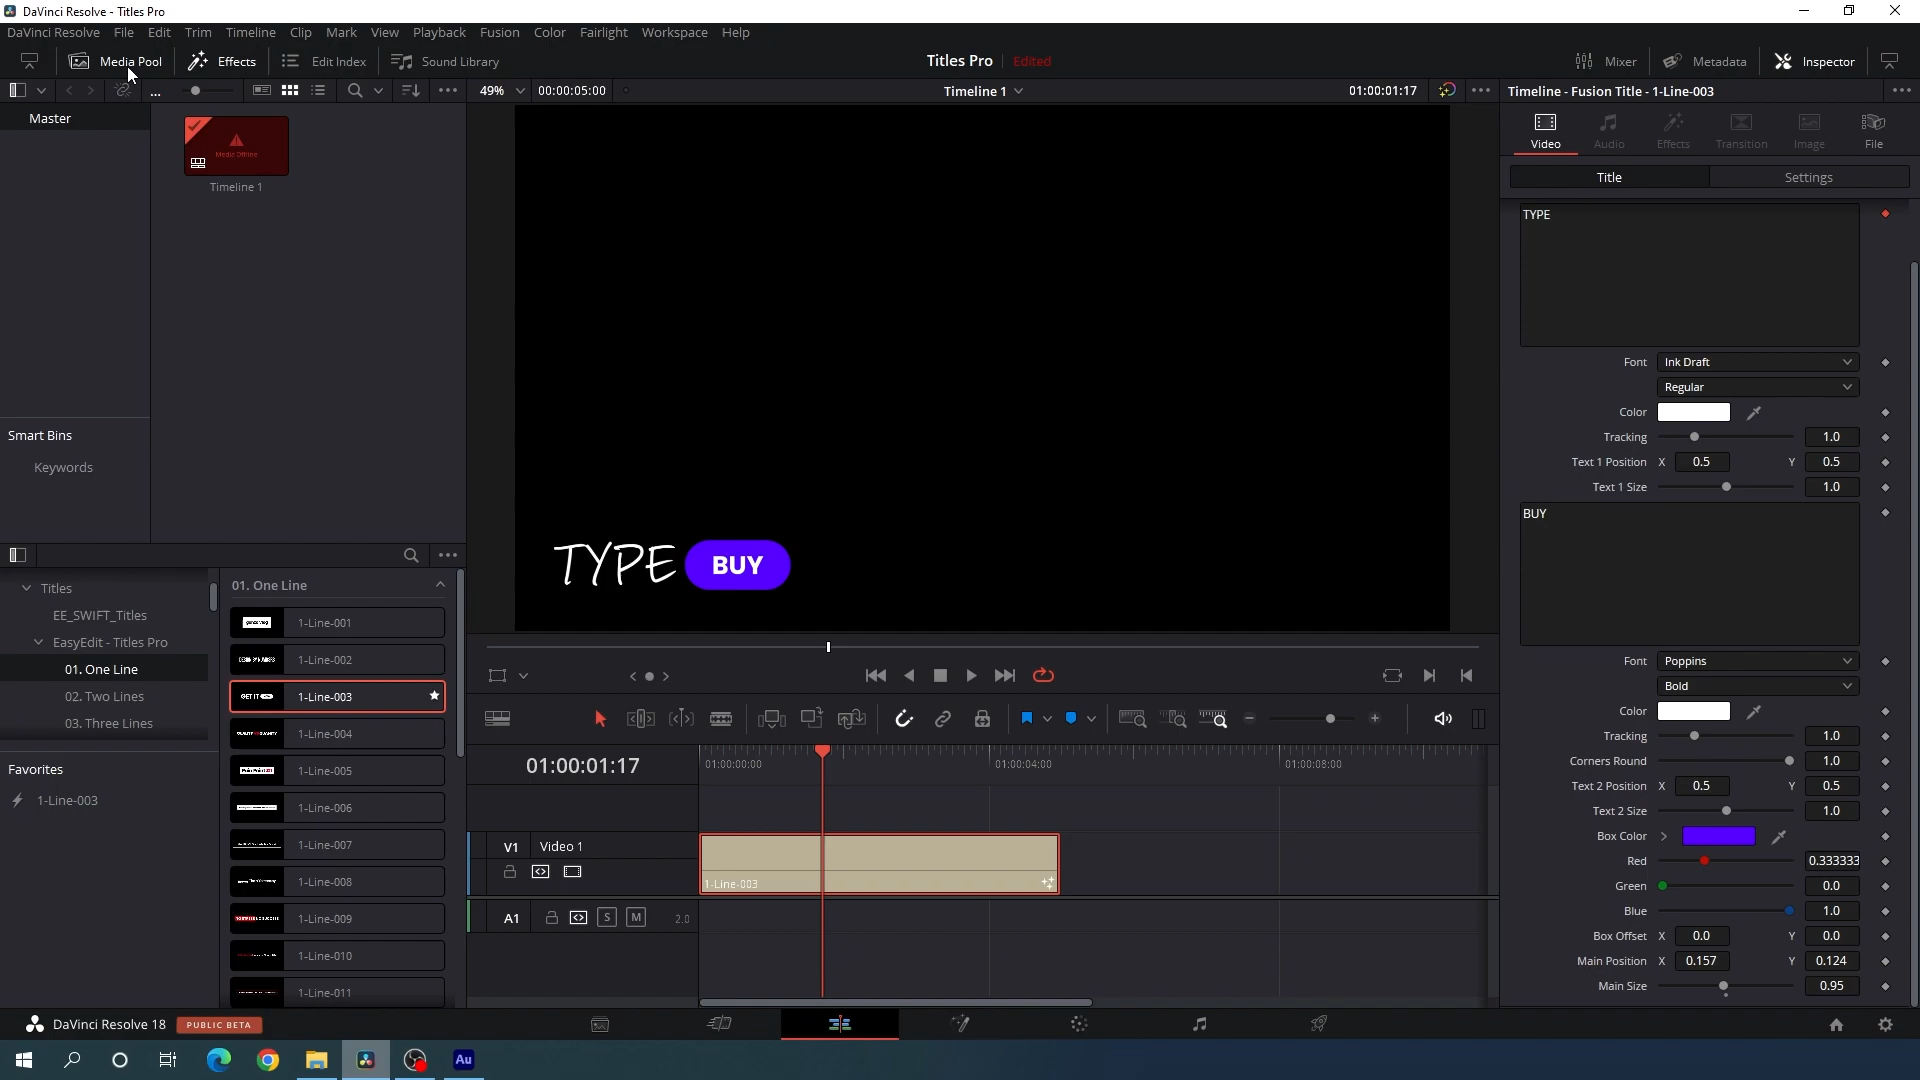 DaVinci Resolve - Titles Pro
DaVinci Resolve File Edit Trim Timeline Clip Mark View Playback Fusion Color Fairlight Workspace Help
Media Pool Effects Edit Index Sound Library Titles Pro Edited Mixer Metadata Inspector
... 49% 00:00:05:00 Timeline 1 01:00:01:17 Timeline - Fusion Title - 1-Line-003
Master
Media Offline
Timeline 1
Smart Bins
Keywords
Video Audio Effects Transition Image File
Title Settings
TYPE
Font Ink Draft
Regular
Color
Tracking 1.0
Text 1 Position X 0.5 Y 0.5
Text 1 Size 1.0
BUY
Font Poppins
Bold
Color
Tracking 1.0
Corners Round 1.0
Text 2 Position X 0.5 Y 0.5
Text 2 Size 1.0
Box Color
Red 0.333333
Green 0.0
Blue 1.0
Box Offset X 0.0 Y 0.0
Main Position X 0.157 Y 0.124
Main Size 0.95
TYPE BUY
Titles
EE_SWIFT_Titles
EasyEdit - Titles Pro
01. One Line
02. Two Lines
03. Three Lines
Favorites
1-Line-003
01. One Line
1-Line-001
1-Line-002
GET IT 1-Line-003
1-Line-004
1-Line-005
1-Line-006
1-Line-007
1-Line-008
1-Line-009
1-Line-010
1-Line-011
01:00:01:17 01:00:00:00 01:00:04:00 01:00:08:00
V1 Video 1
1-Line-003
A1 S M 2.0
DaVinci Resolve 18 PUBLIC BETA
Au